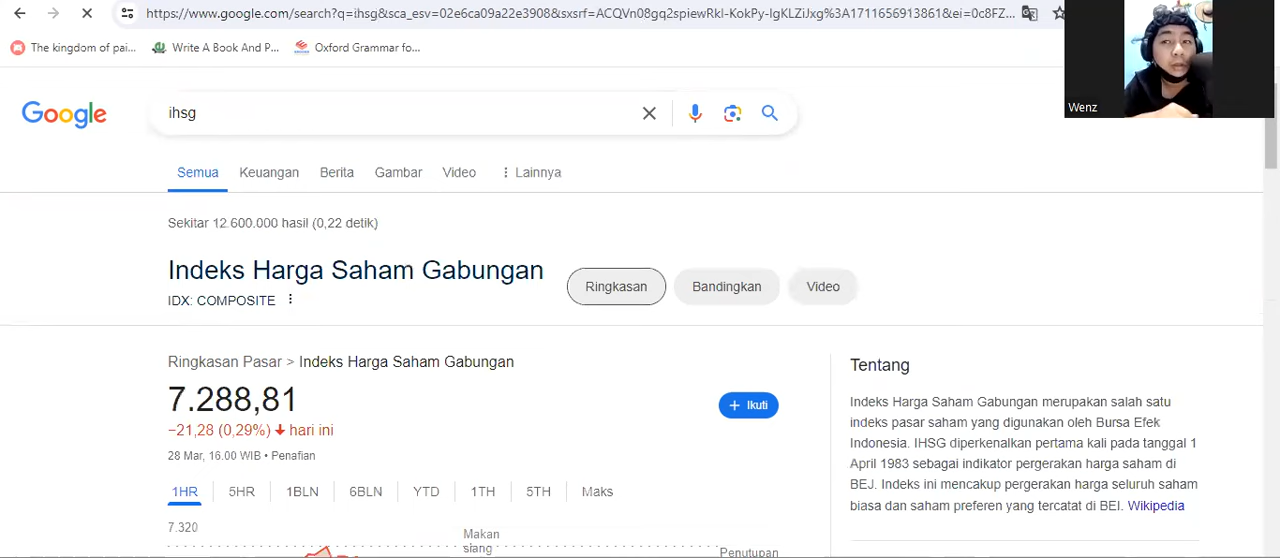 https://www.google.com/search?q=ihsg&sca_esv=02e6ca09a22e3908&sxsrf=ACQVn08gq2spiewRkl-KokPy-IgKLZiJxg%3A1711656913861&ei=0c8FZ...
The kingdom of pai...
Write A Book And P...
Oxford Grammar fo...
Wenz
Google
ihsg
Semua
Keuangan
Berita
Gambar
Video
Lainnya
Sekitar 12.600.000 hasil (0,22 detik)
Indeks Harga Saham Gabungan
IDX: COMPOSITE
Ringkasan
Bandingkan
Video
Ringkasan Pasar > Indeks Harga Saham Gabungan
7.288,81
+ Ikuti
−21,28 (0,29%) hari ini
28 Mar, 16.00 WIB • Penafian
1HR
5HR
1BLN
6BLN
YTD
1TH
5TH
Maks
7.320
Makan
siang
Penutupan
Tentang
Indeks Harga Saham Gabungan merupakan salah satu
indeks pasar saham yang digunakan oleh Bursa Efek
Indonesia. IHSG diperkenalkan pertama kali pada tanggal 1
April 1983 sebagai indikator pergerakan harga saham di
BEJ. Indeks ini mencakup pergerakan harga seluruh saham
biasa dan saham preferen yang tercatat di BEI. Wikipedia